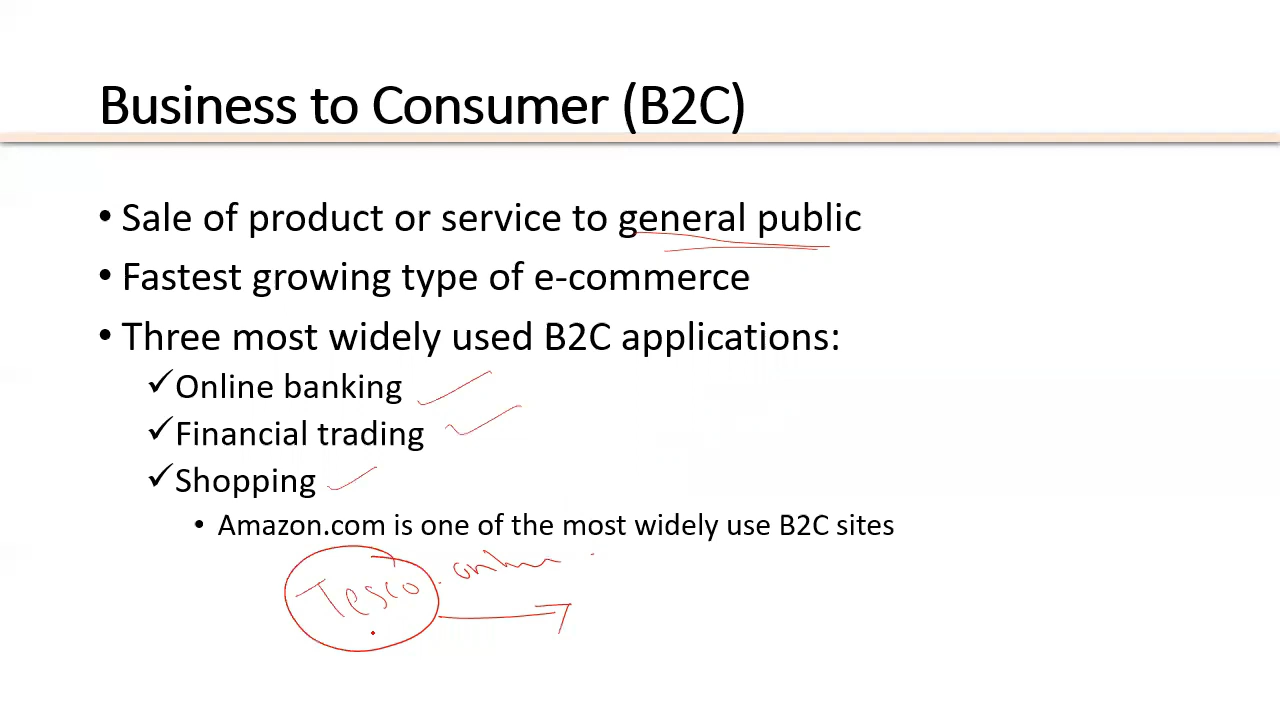 Business to Consumer (B2C)
• Sale of product or service to general public
• Fastest growing type of e-commerce
• Three most widely used B2C applications:
✓Online banking
✓Financial trading
✓Shopping
• Amazon.com is one of the most widely use B2C sites
Tesco. online